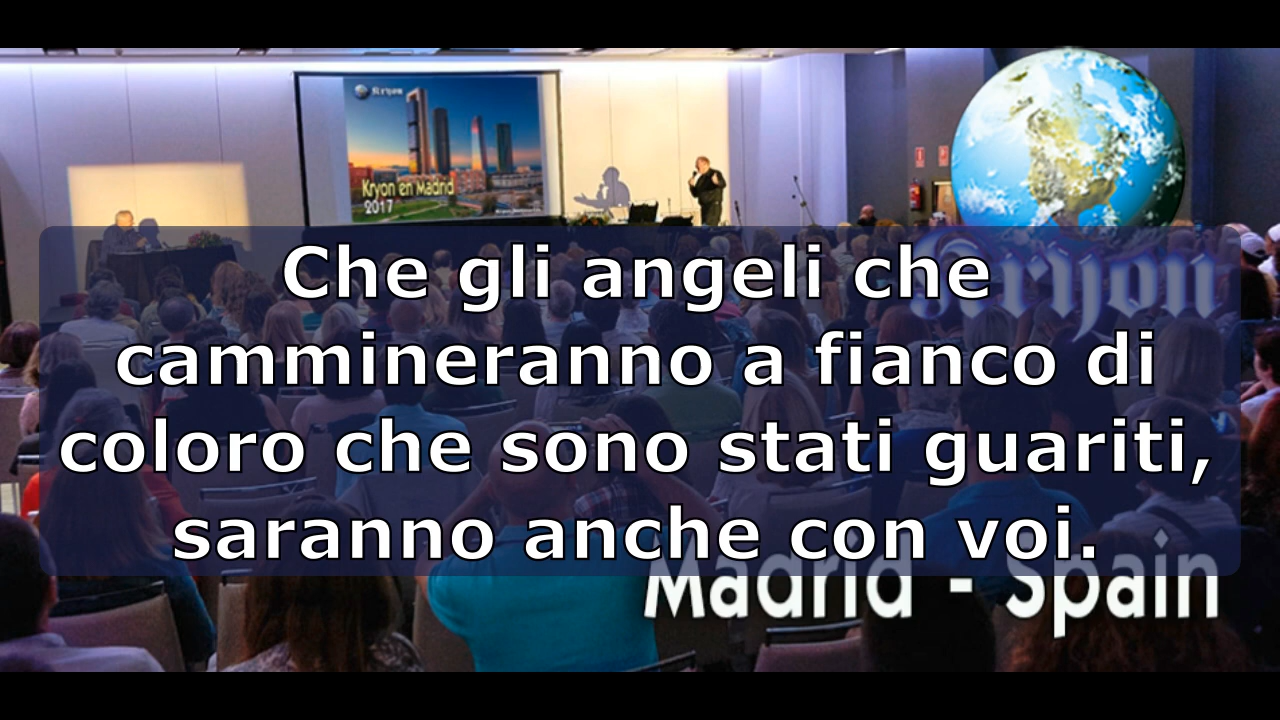 Kryon
Kryon en Madrid
2017
Kryon
Che gli angeli che
cammineranno a fianco di
coloro che sono stati guariti,
saranno anche con voi.
Madrid - Spain